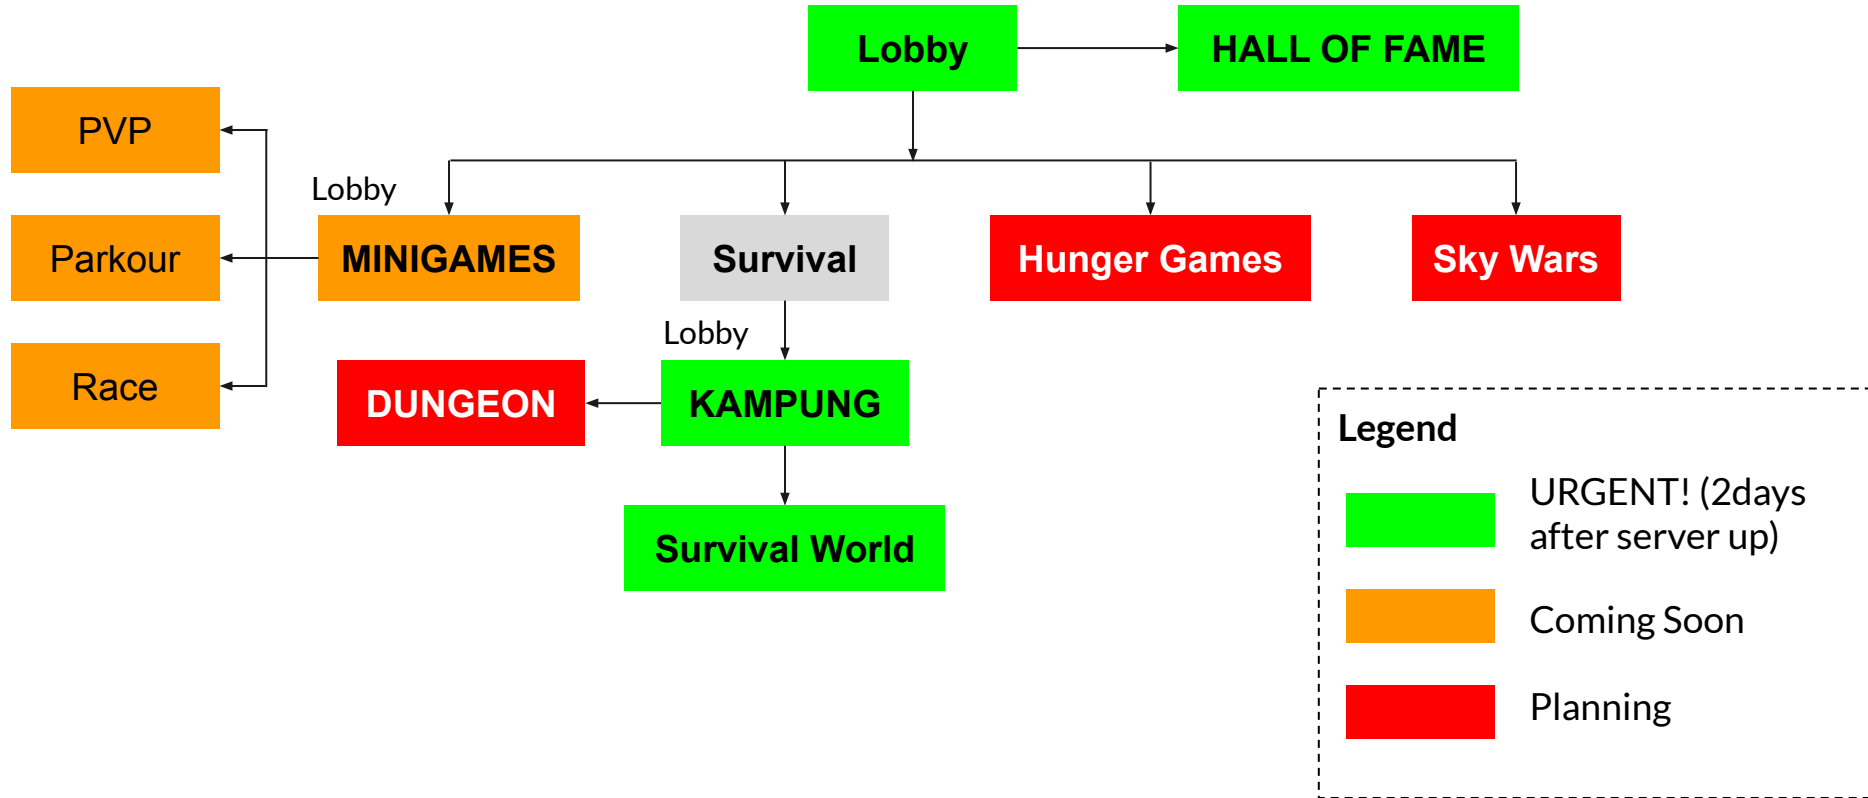 Lobby
HALL OF FAME
PVP
Lobby
Parkour
MINIGAMES
Survival
Hunger Games
Sky Wars
Lobby
Race
DUNGEON
KAMPUNG
Survival World
Legend
URGENT! (2days
after server up)
Coming Soon
Planning